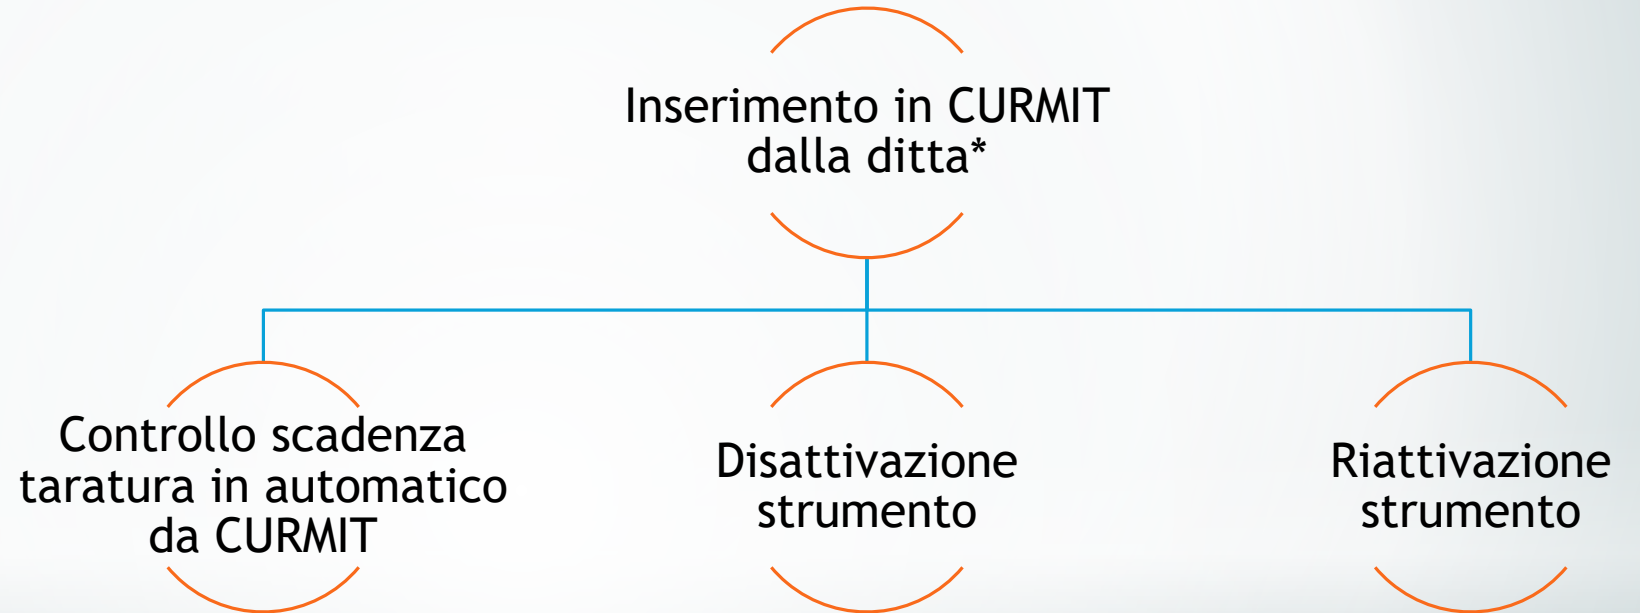 Inserimento in CURMIT
dalla ditta*
Controllo scadenza
taratura in automatico
da CURMIT
Disattivazione
strumento
Riattivazione
strumento